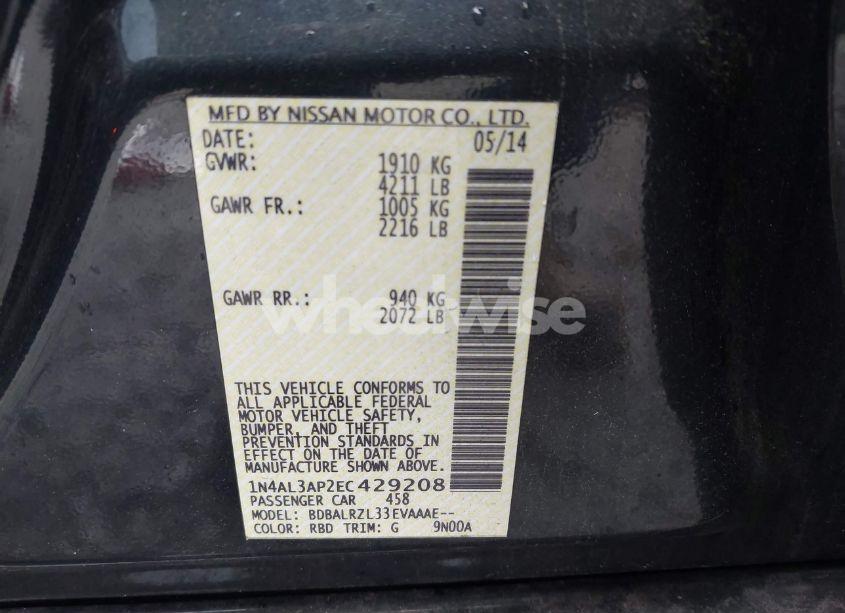 MFD BY NISSAN MOTOR CO., LTD.
DATE: 05/14
GVWR: 1910 KG
4211 LB
GAWR FR.: 1005 KG
2216 LB
GAWR RR.: 940 KG
2072 LB
wheelwise
THIS VEHICLE CONFORMS TO
ALL APPLICABLE FEDERAL
MOTOR VEHICLE SAFETY,
BUMPER, AND THEFT
PREVENTION STANDARDS IN
EFFECT ON THE DATE OF
MANUFACTURE SHOWN ABOVE.
1N4AL3AP2EC429208
PASSENGER CAR 458
MODEL: BDBALRZL33EVAAAE--
COLOR: RBD TRIM: G 9N00A